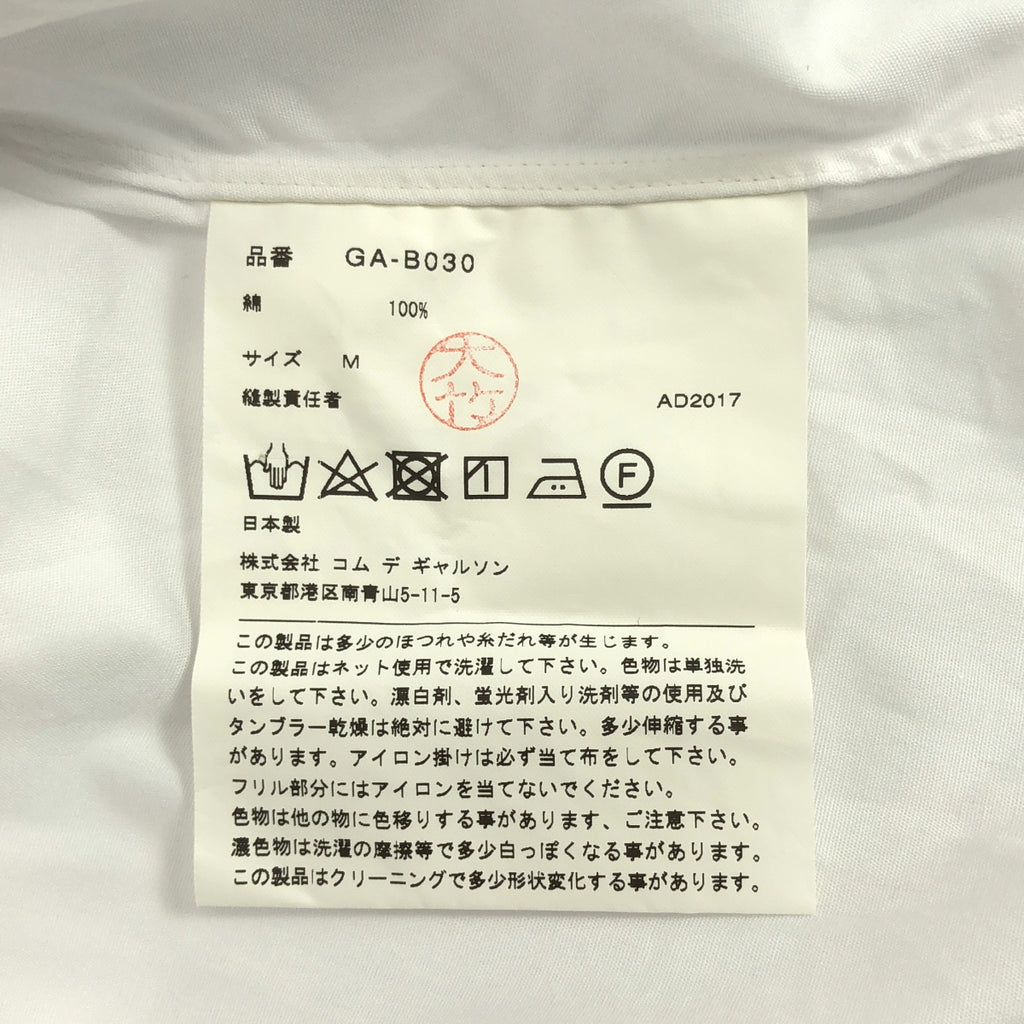 品番 GA-B030
綿 100%
サイズ M
大竹
縫製責任者 AD2017
F
日本製
株式会社 コム デ ギャルソン
東京都港区南青山5-11-5
この製品は多少のほつれや糸だれ等が生じます。
この製品はネット使用で洗濯して下さい。色物は単独洗
いをして下さい。漂白剤、蛍光剤入り洗剤等の使用及び
タンブラー乾燥は絶対に避けて下さい。多少伸縮する事
があります。アイロン掛けは必ず当て布をして下さい。
フリル部分にはアイロンを当てないでください。
色物は他の物に色移りする事があります、ご注意下さい。
濃色物は洗濯の摩擦等で多少白っぽくなる事があります。
この製品はクリーニングで多少形状変化する事があります。